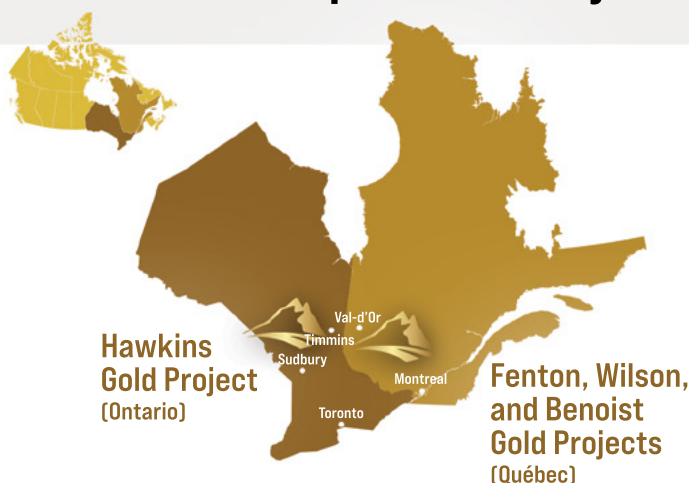 Val-d'Or
Timmins
Sudbury
Montreal
Toronto
Hawkins
Gold Project
(Ontario)
Fenton, Wilson,
and Benoist
Gold Projects
(Québec)